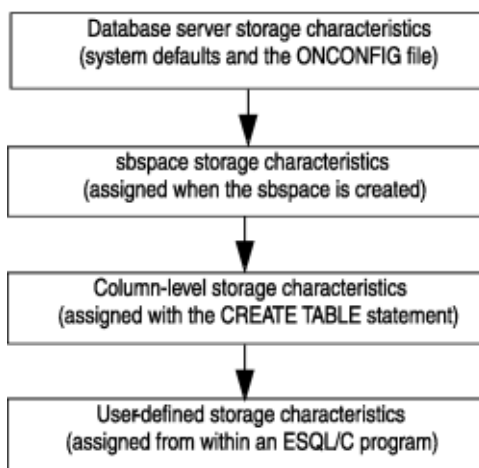 Database server storage characteristics
(system defaults and the ONCONFIG file)
sbspace storage characteristics
(assigned when the sbspace is created)
Column-level storage characteristics
(assigned with the CREATE TABLE statement)
User-defined storage characteristics
(assigned from within an ESQL/C program)